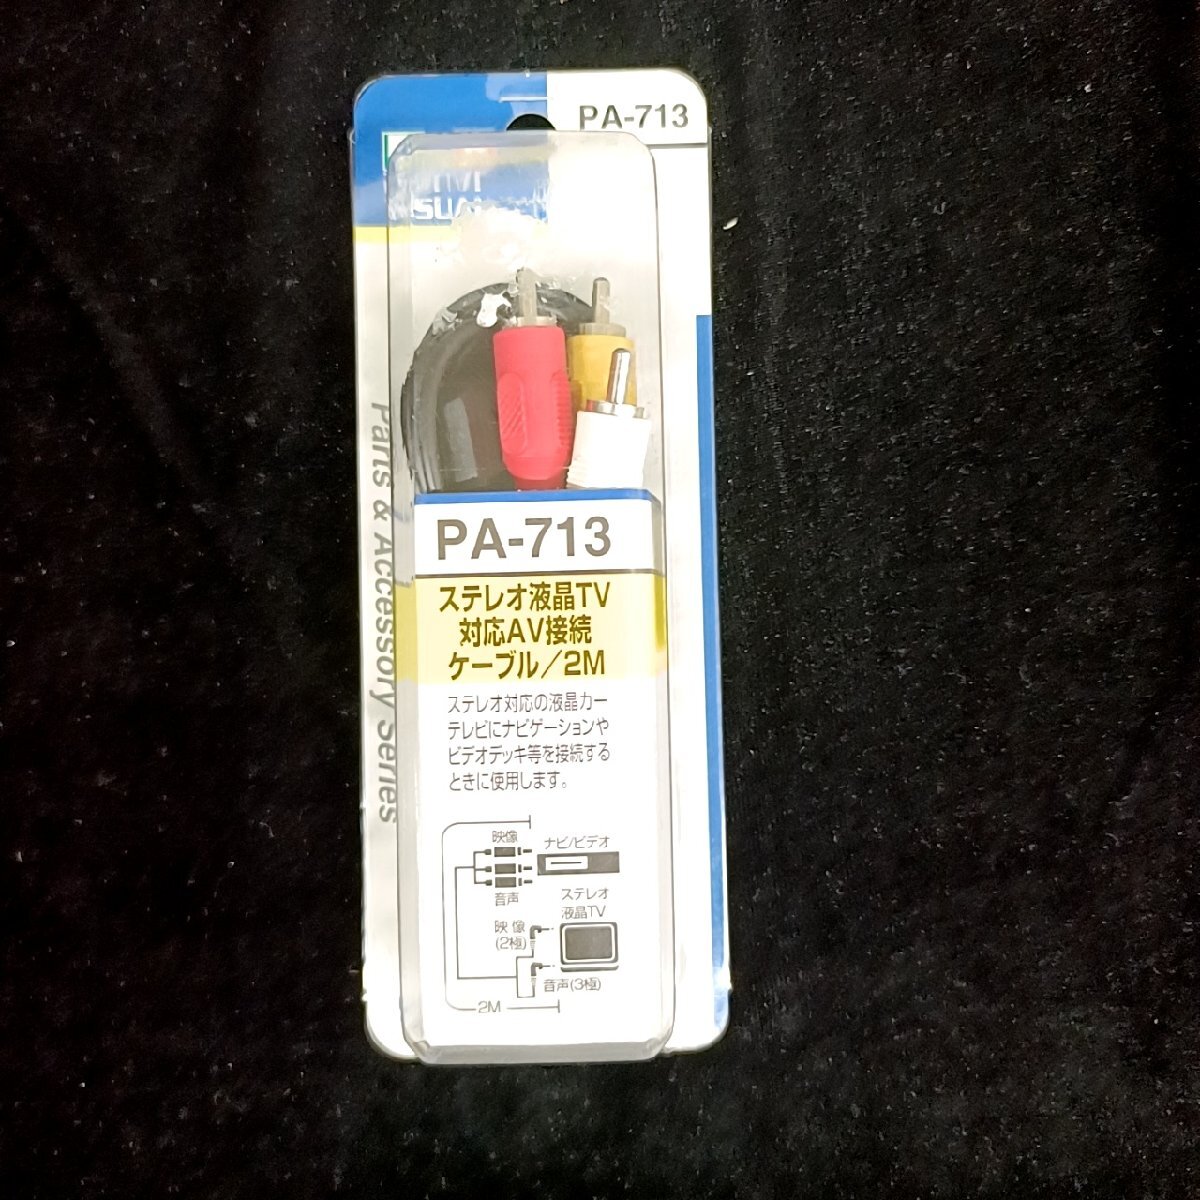 PA-713
Parts & Accessory Series
PA-713
ステレオ液晶TV
対応AV接続
ケーブル/2M
ステレオ対応の液晶カー
テレビにナビゲーションや
ビデオデッキ等を接続する
ときに使用します。
映像
ナビ/ビデオ
音声
ステレオ
液晶TV
映像
(2極)
音声(3極)
2M